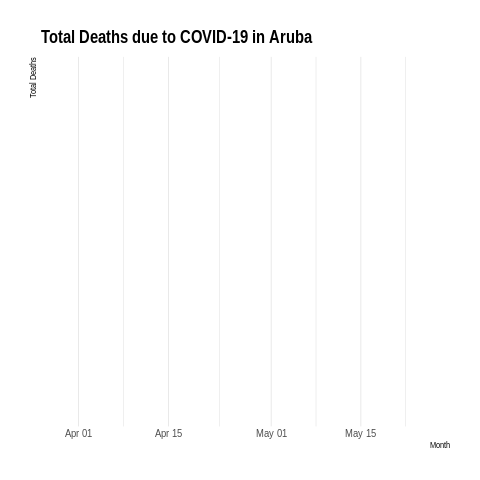 Total Deaths due to COVID-19 in Aruba
Total Deaths
Apr 01
Apr 15
May 01
May 15
Month